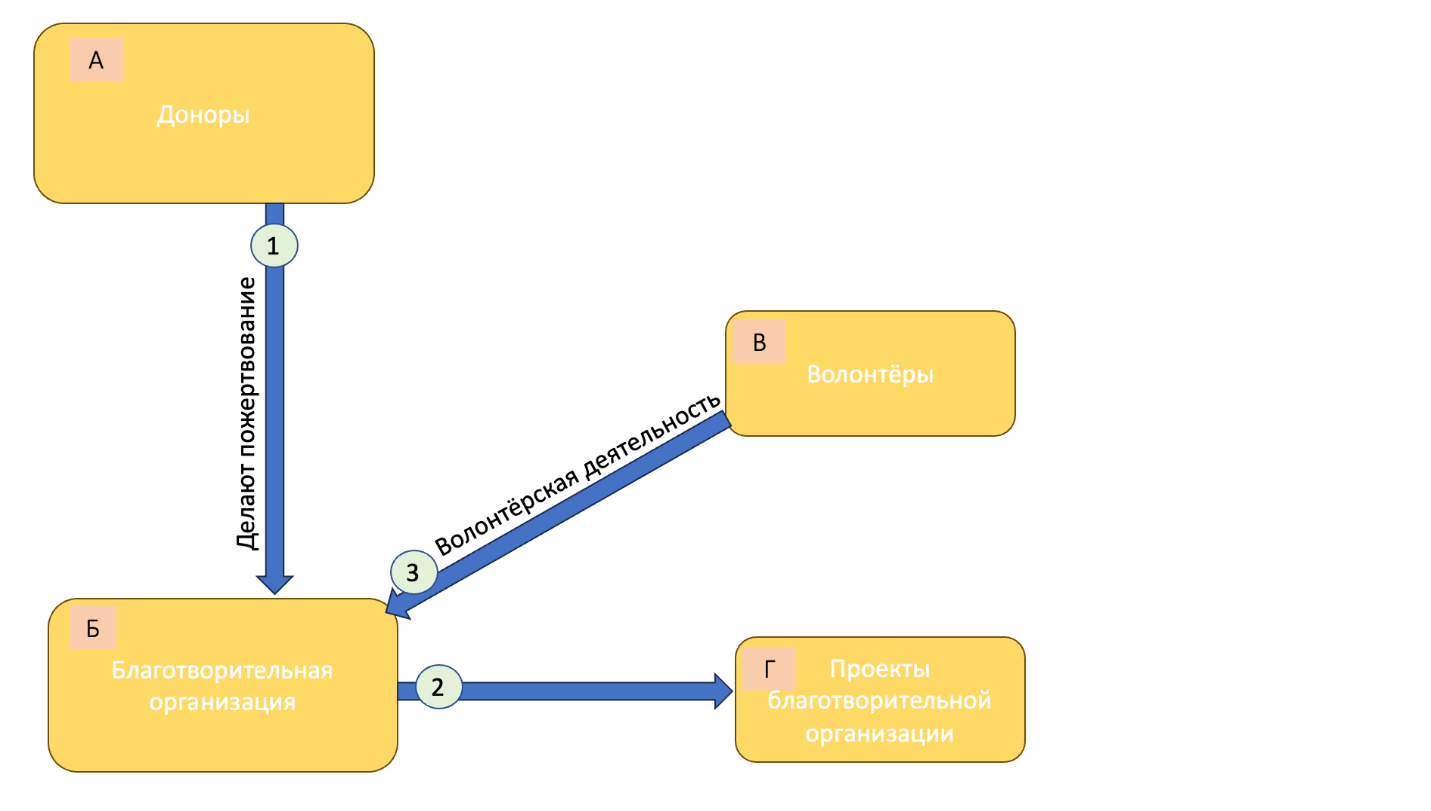 А
Доноры
1
Делают пожертвование
В
Волонтёры
Волонтёрская деятельность
3
Б
Благотворительная
организация
2
Г
Проекты
благотворительной
организации